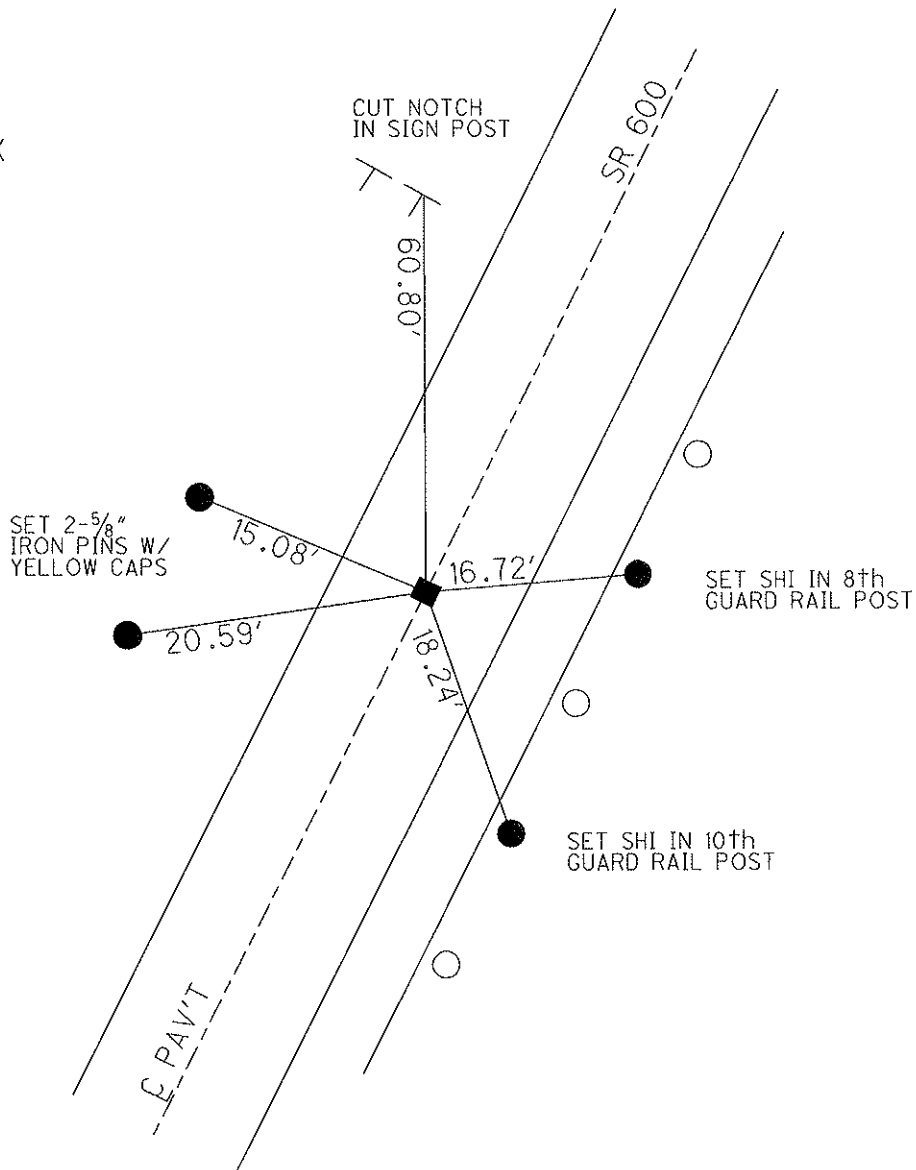 CUT NOTCH
IN SIGN POST
SR 600
60.80'
SET 2-⅝"
IRON PINS W/
YELLOW CAPS
15.08'
16.72'
SET SHI IN 8th
GUARD RAIL POST
20.59'
18.24'
SET SHI IN 10th
GUARD RAIL POST
℄ PAV'T